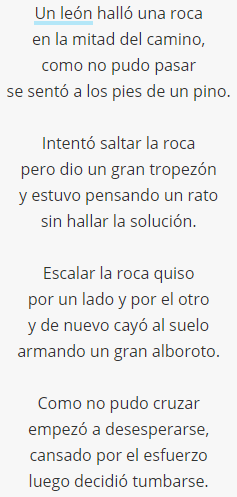 Un león halló una roca
en la mitad del camino,
como no pudo pasar
se sentó a los pies de un pino.
Intentó saltar la roca
pero dio un gran tropezón
y estuvo pensando un rato
sin hallar la solución.
Escalar la roca quiso
por un lado y por el otro
y de nuevo cayó al suelo
armando un gran alboroto.
Como no pudo cruzar
empezó a desesperarse,
cansado por el esfuerzo
luego decidió tumbarse.